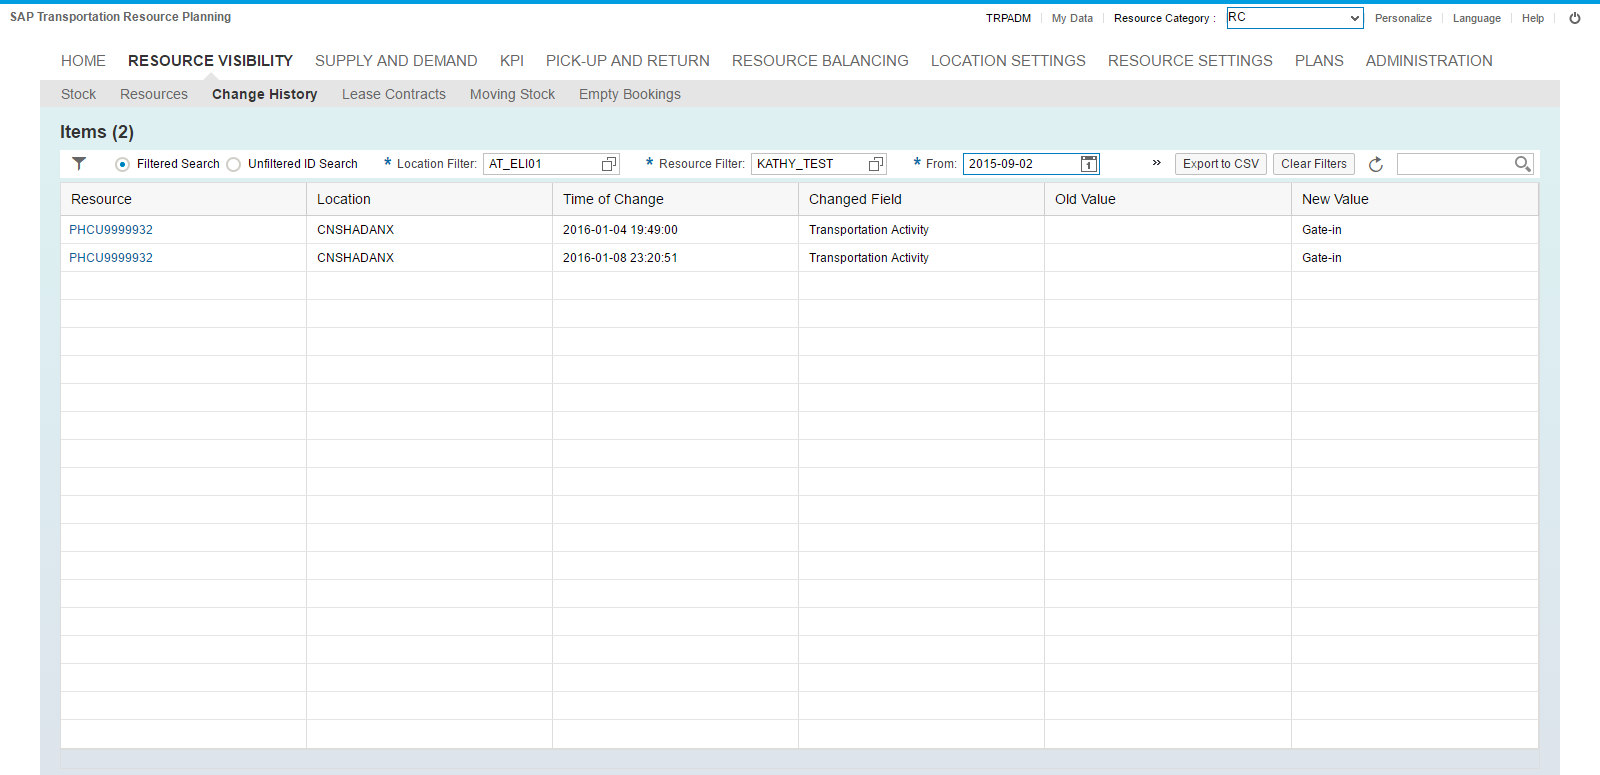 SAP Transportation Resource Planning
TRPADM My Data Resource Category : RC Personalize Language Help
HOME RESOURCE VISIBILITY SUPPLY AND DEMAND KPI PICK-UP AND RETURN RESOURCE BALANCING LOCATION SETTINGS RESOURCE SETTINGS PLANS ADMINISTRATION
Stock Resources Change History Lease Contracts Moving Stock Empty Bookings
Items (2)
Filtered Search Unfiltered ID Search * Location Filter: AT_ELI01 * Resource Filter: KATHY_TEST * From: 2015-09-02 1 » Export to CSV Clear Filters
Resource Location Time of Change Changed Field Old Value New Value
PHCU9999932 CNSHADANX 2016-01-04 19:49:00 Transportation Activity Gate-in
PHCU9999932 CNSHADANX 2016-01-08 23:20:51 Transportation Activity Gate-in